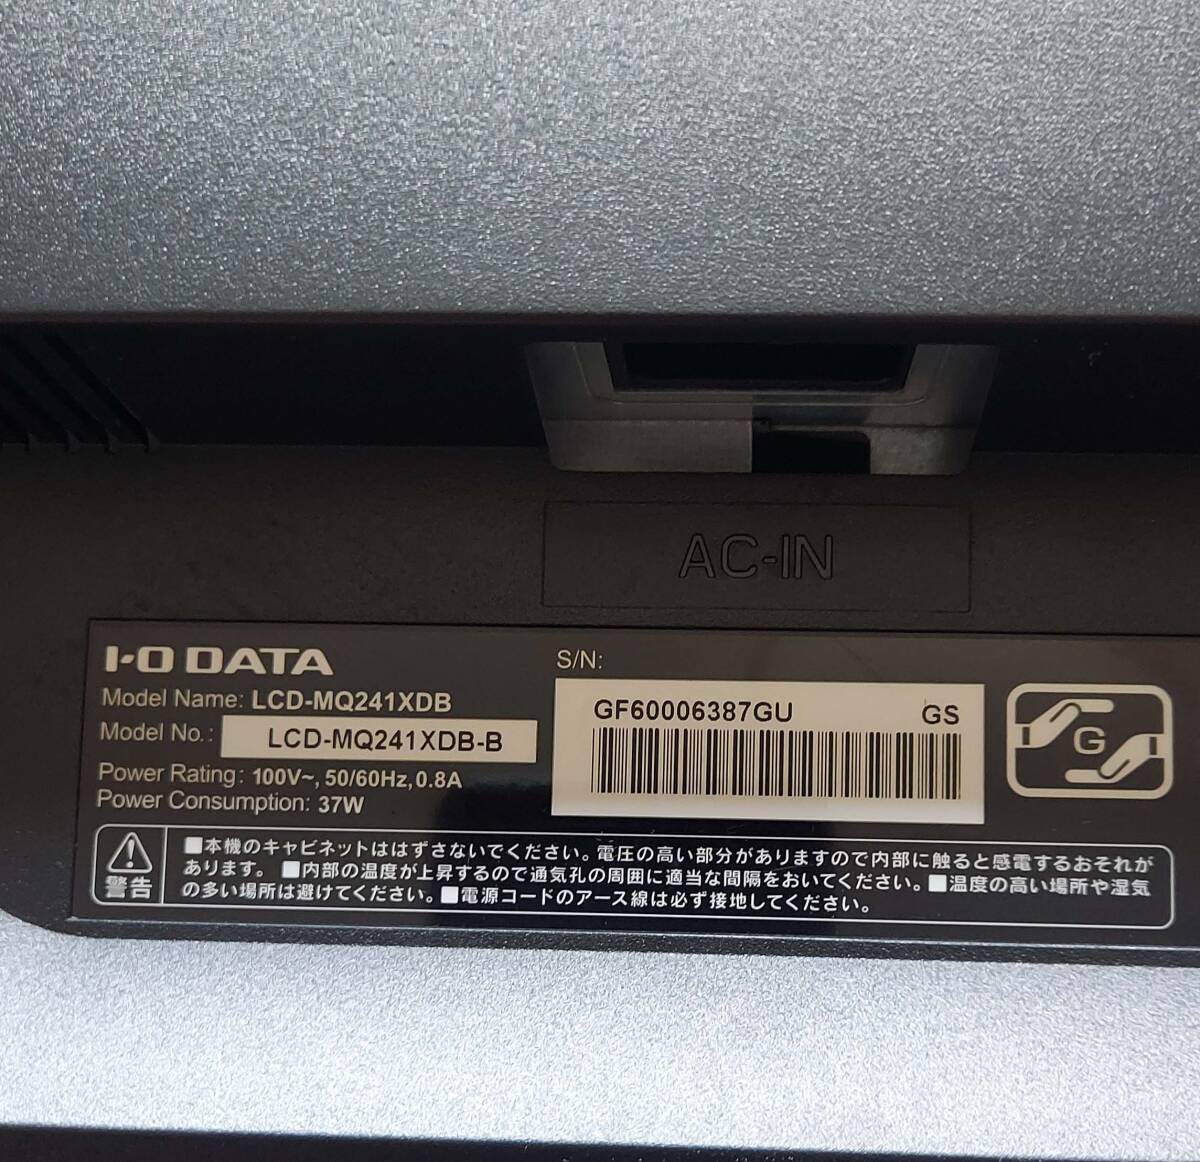 AC-IN
I-O DATA
Model Name: LCD-MQ241XDB
Model No.: LCD-MQ241XDB-B
Power Rating: 100V~, 50/60Hz, 0.8A
Power Consumption: 37W
S/N:
GF60006387GU GS
G
警告
■本機のキャビネットははずさないでください。電圧の高い部分がありますので内部に触ると感電するおそれが
あります。 ■内部の温度が上昇するので通気孔の周囲に適当な間隔をおいてください。■温度の高い場所や湿気
の多い場所は避けてください。■電源コードのアース線は必ず接地してください。